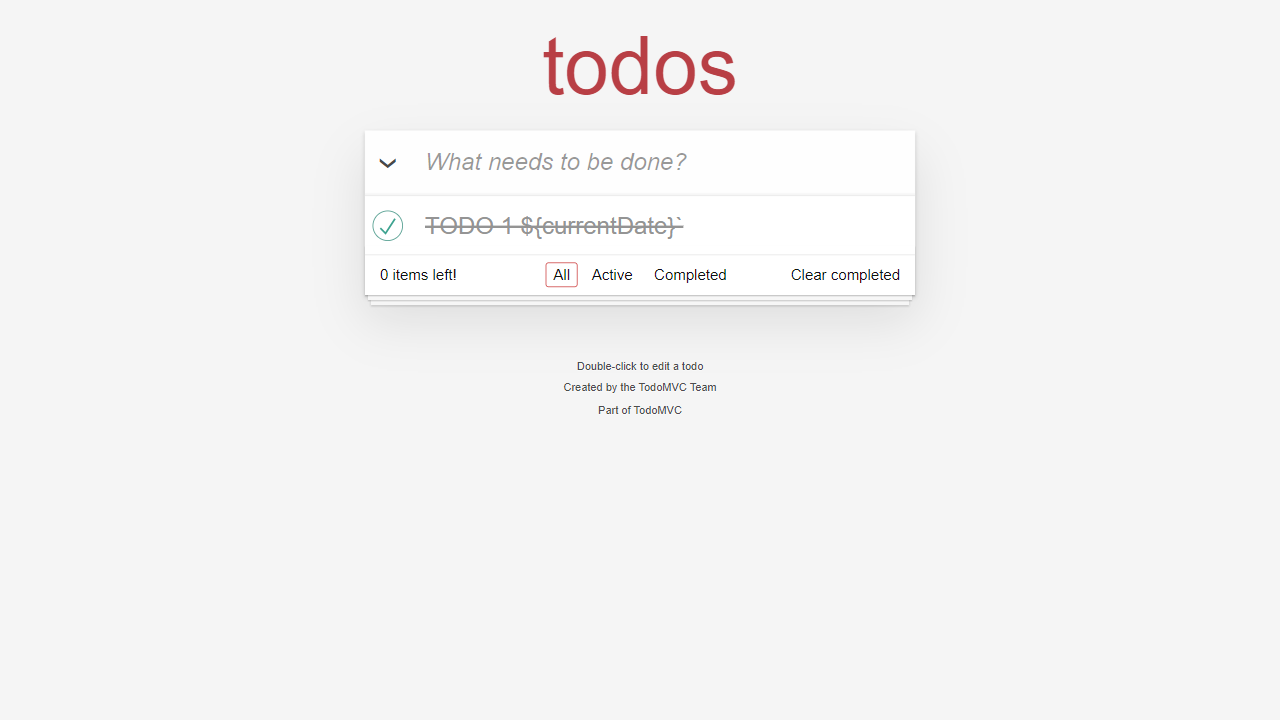 todos
What needs to be done?
TODO 1 ${currentDate}`
0 items left! All Active Completed Clear completed
Double-click to edit a todo
Created by the TodoMVC Team
Part of TodoMVC